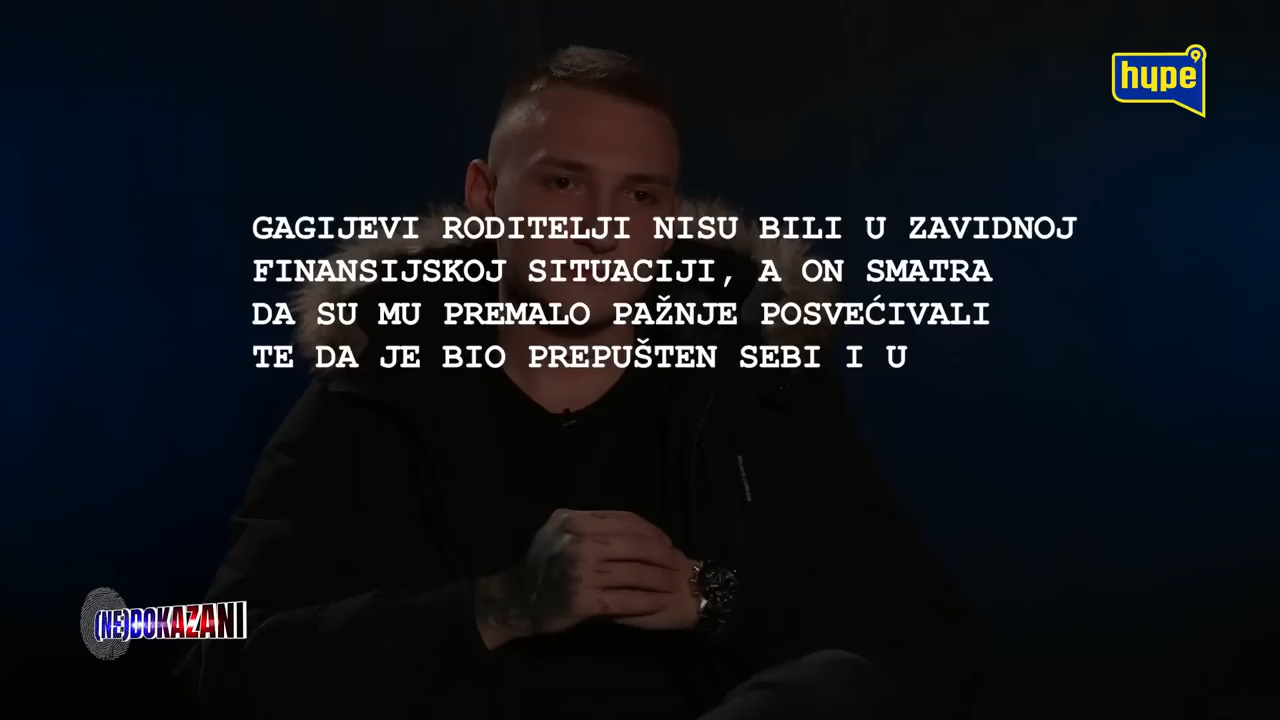 hype
GAGIJEVI RODITELJI NISU BILI U ZAVIDNOJ
FINANSIJSKOJ SITUACIJI, A ON SMATRA
DA SU MU PREMALO PAŽNJE POSVEĆIVALI
TE DA JE BIO PREPUŠTEN SEBI I U
(NE)DOKAZANI